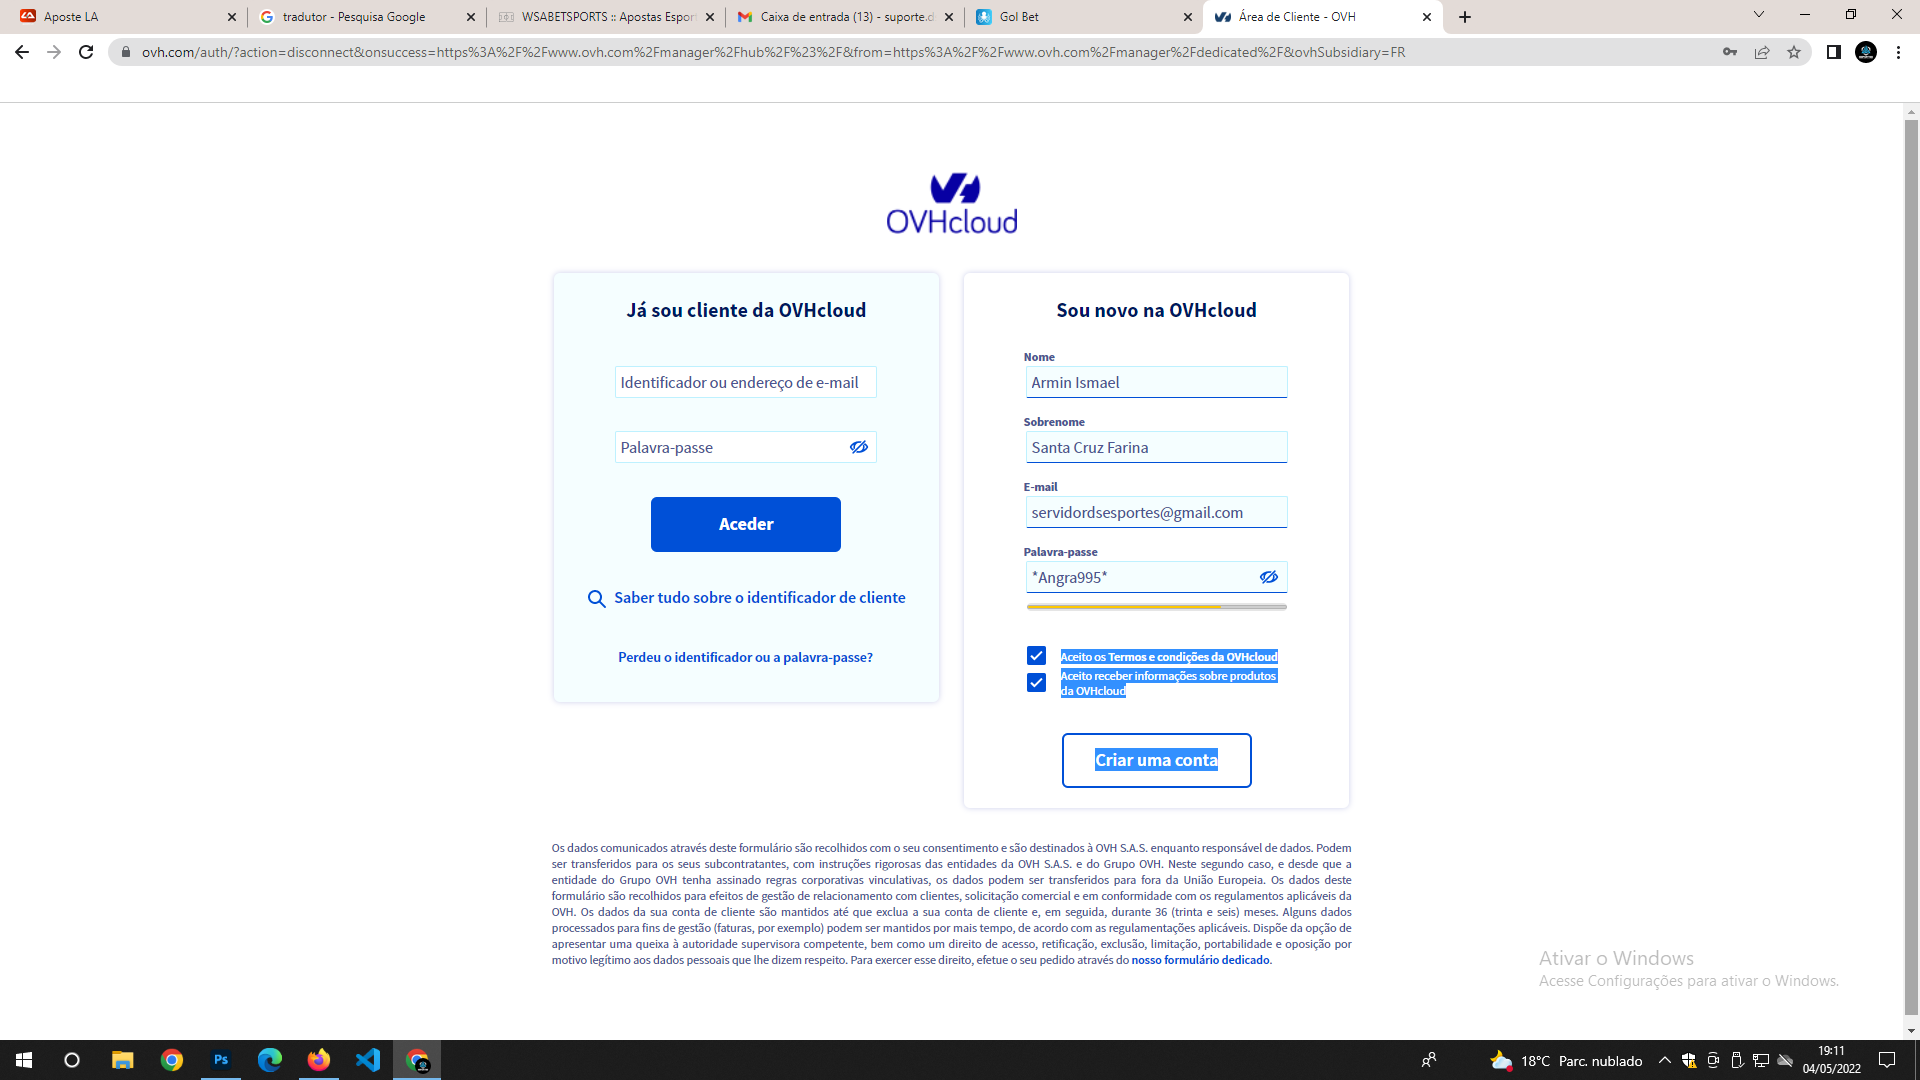 Aposte LA
tradutor - Pesquisa Google
WSABETSPORTS :: Apostas Espor
Caixa de entrada (13) - suporte.d
Gol Bet
Área de Cliente - OVH
ovh.com/auth/?action=disconnect&onsuccess=https%3A%2F%2Fwww.ovh.com%2Fmanager%2Fhub%2F%23%2F&from=https%3A%2F%2Fwww.ovh.com%2Fmanager%2Fdedicated%2F&ovhSubsidiary=FR
OVHcloud
Já sou cliente da OVHcloud
Identificador ou endereço de e-mail
Palavra-passe
Aceder
Saber tudo sobre o identificador de cliente
Perdeu o identificador ou a palavra-passe?
Sou novo na OVHcloud
Nome
Armin Ismael
Sobrenome
Santa Cruz Farina
E-mail
servidordsesportes@gmail.com
Palavra-passe
*Angra995*
Aceito os Termos e condições da OVHcloud
Aceito receber informações sobre produtos
da OVHcloud
Criar uma conta
Os dados comunicados através deste formulário são recolhidos com o seu consentimento e são destinados à OVH S.A.S. enquanto responsável de dados. Podem
ser transferidos para os seus subcontratantes, com instruções rigorosas das entidades da OVH S.A.S. e do Grupo OVH. Neste segundo caso, e desde que a
entidade do Grupo OVH tenha assinado regras corporativas vinculativas, os dados podem ser transferidos para fora da União Europeia. Os dados deste
formulário são recolhidos para efeitos de gestão de relacionamento com clientes, solicitação comercial e em conformidade com os regulamentos aplicáveis da
OVH. Os dados da sua conta de cliente são mantidos até que exclua a sua conta de cliente e, em seguida, durante 36 (trinta e seis) meses. Alguns dados
processados para fins de gestão (faturas, por exemplo) podem ser mantidos por mais tempo, de acordo com as regulamentações aplicáveis. Dispõe da opção de
apresentar uma queixa à autoridade supervisora competente, bem como um direito de acesso, retificação, exclusão, limitação, portabilidade e oposição por
motivo legítimo aos dados pessoais que lhe dizem respeito. Para exercer esse direito, efetue o seu pedido através do nosso formulário dedicado.
Ativar o Windows
Acesse Configurações para ativar o Windows.
Ps
18°C Parc. nublado
19:11
04/05/2022